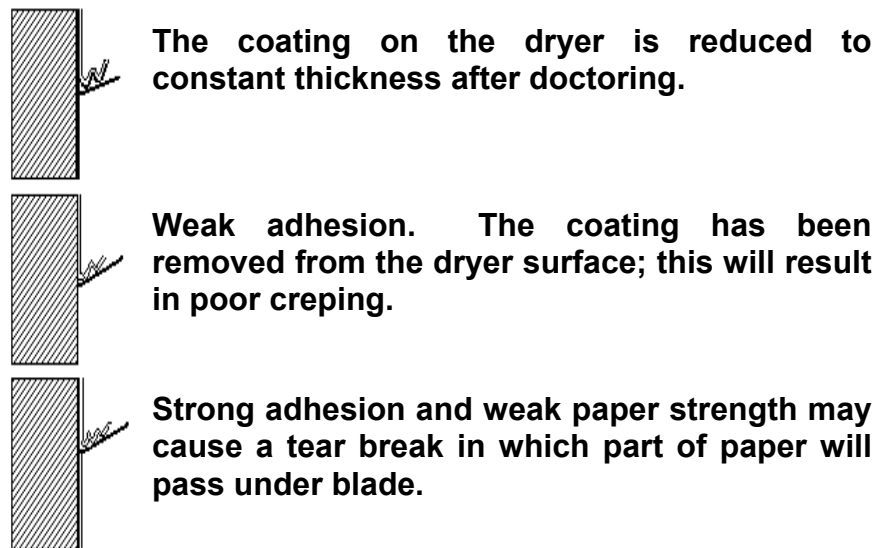 The coating on the dryer is reduced to
constant thickness after doctoring.
Weak adhesion. The coating has been
removed from the dryer surface; this will result
in poor creping.
Strong adhesion and weak paper strength may
cause a tear break in which part of paper will
pass under blade.